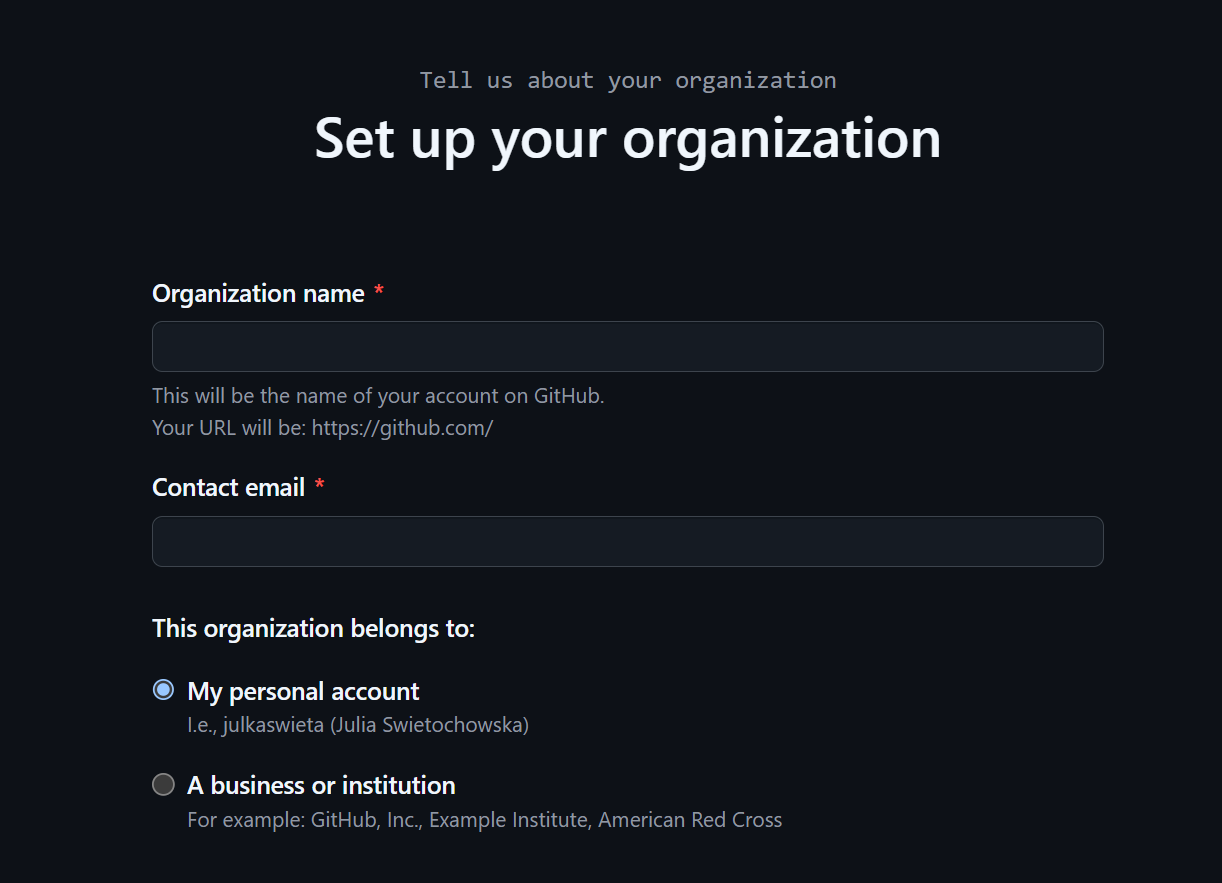 Tell us about your organization
Set up your organization
Organization name *
This will be the name of your account on GitHub.
Your URL will be: https://github.com/
Contact email *
This organization belongs to:
My personal account
I.e., julkaswieta (Julia Swietochowska)
A business or institution
For example: GitHub, Inc., Example Institute, American Red Cross